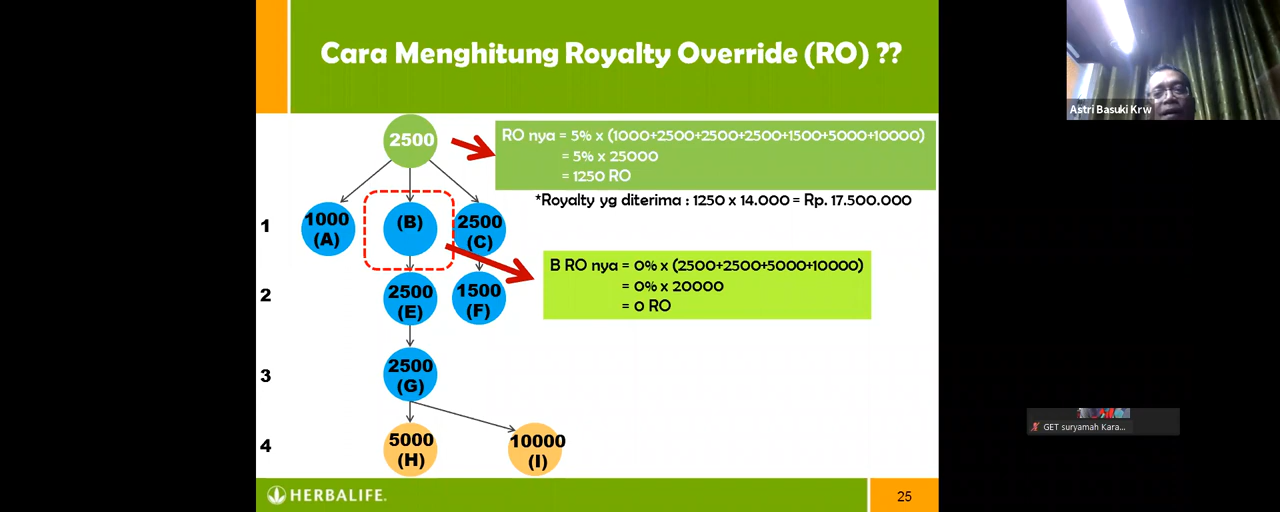 Cara Menghitung Royalty Override (RO) ??
Astri Basuki Krw
2500
RO nya = 5% x (1000+2500+2500+2500+1500+5000+10000)
= 5% x 25000
= 1250 RO
*Royalty yg diterima : 1250 x 14.000 = Rp. 17.500.000
1
1000
(A)
(B)
2500
(C)
B RO nya = 0% x (2500+2500+5000+10000)
= 0% x 20000
= 0 RO
2
2500
(E)
1500
(F)
3
2500
(G)
4
5000
(H)
10000
(I)
GET suryamah Kara...
HERBALIFE.
25